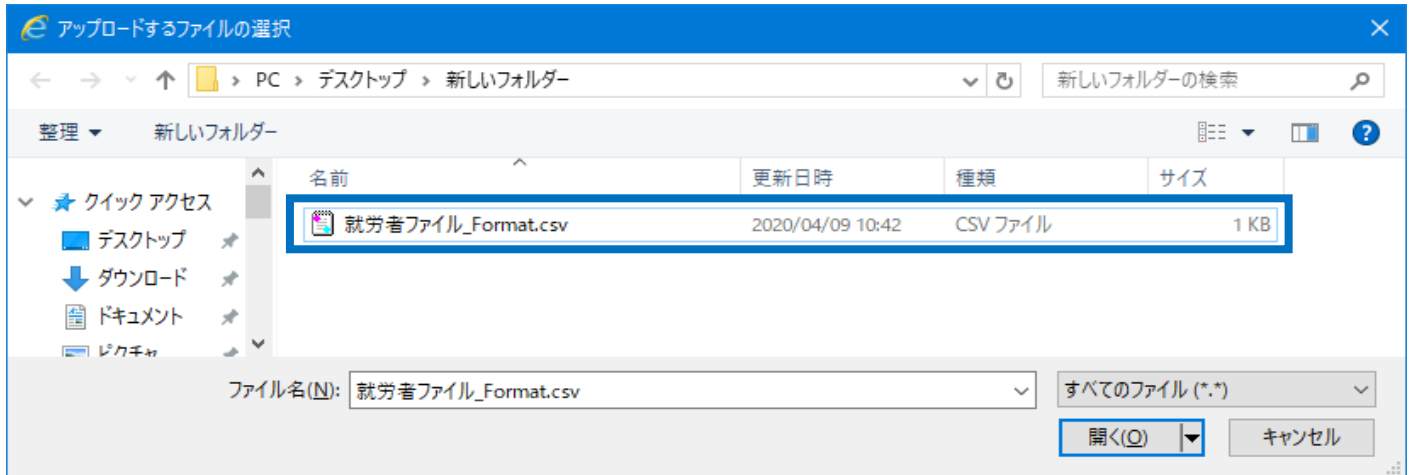 アップロードするファイルの選択
PC > デスクトップ > 新しいフォルダー
新しいフォルダーの検索
整理
新しいフォルダー
名前 更新日時 種類 サイズ
クイック アクセス
就労者ファイル_Format.csv 2020/04/09 10:42 CSV ファイル 1 KB
デスクトップ
ダウンロード
ドキュメント
ピクチャ
ファイル名(N): 就労者ファイル_Format.csv
すべてのファイル (*.*)
開く(O) キャンセル